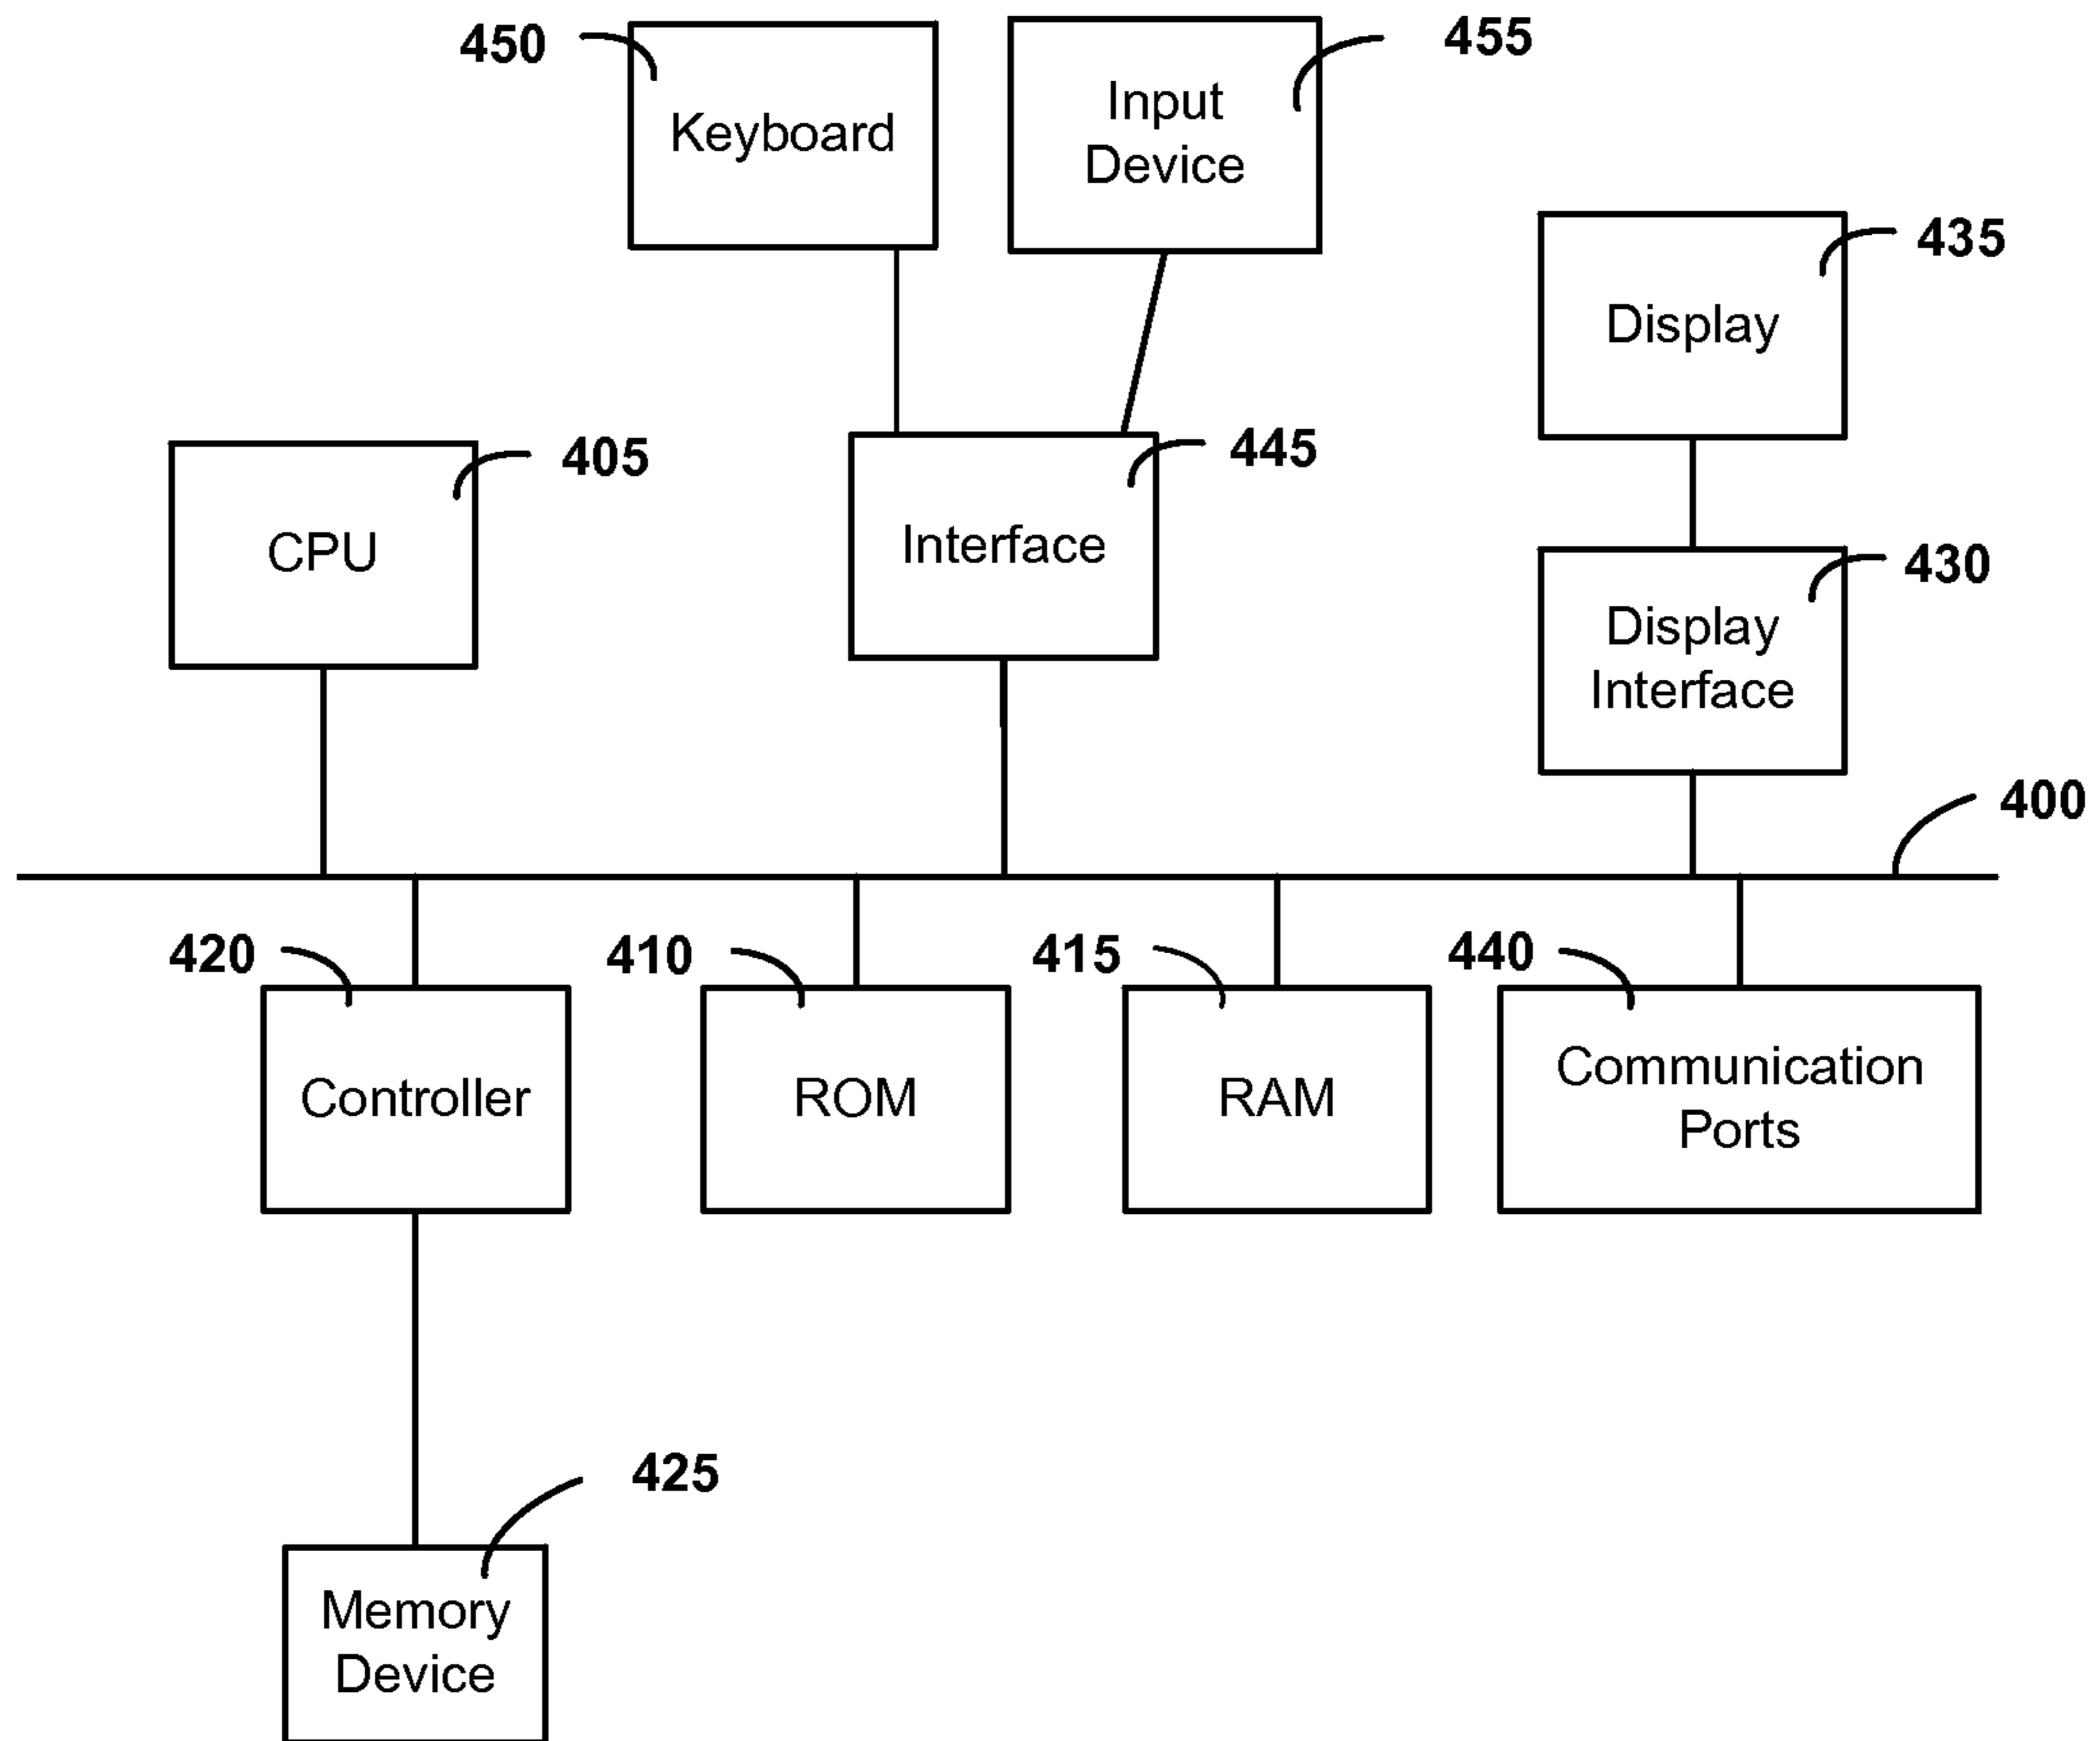 450
Keyboard
455
Input
Device
435
Display
405
CPU
445
Interface
430
Display
Interface
400
420
Controller
410
ROM
415
RAM
440
Communication
Ports
425
Memory
Device